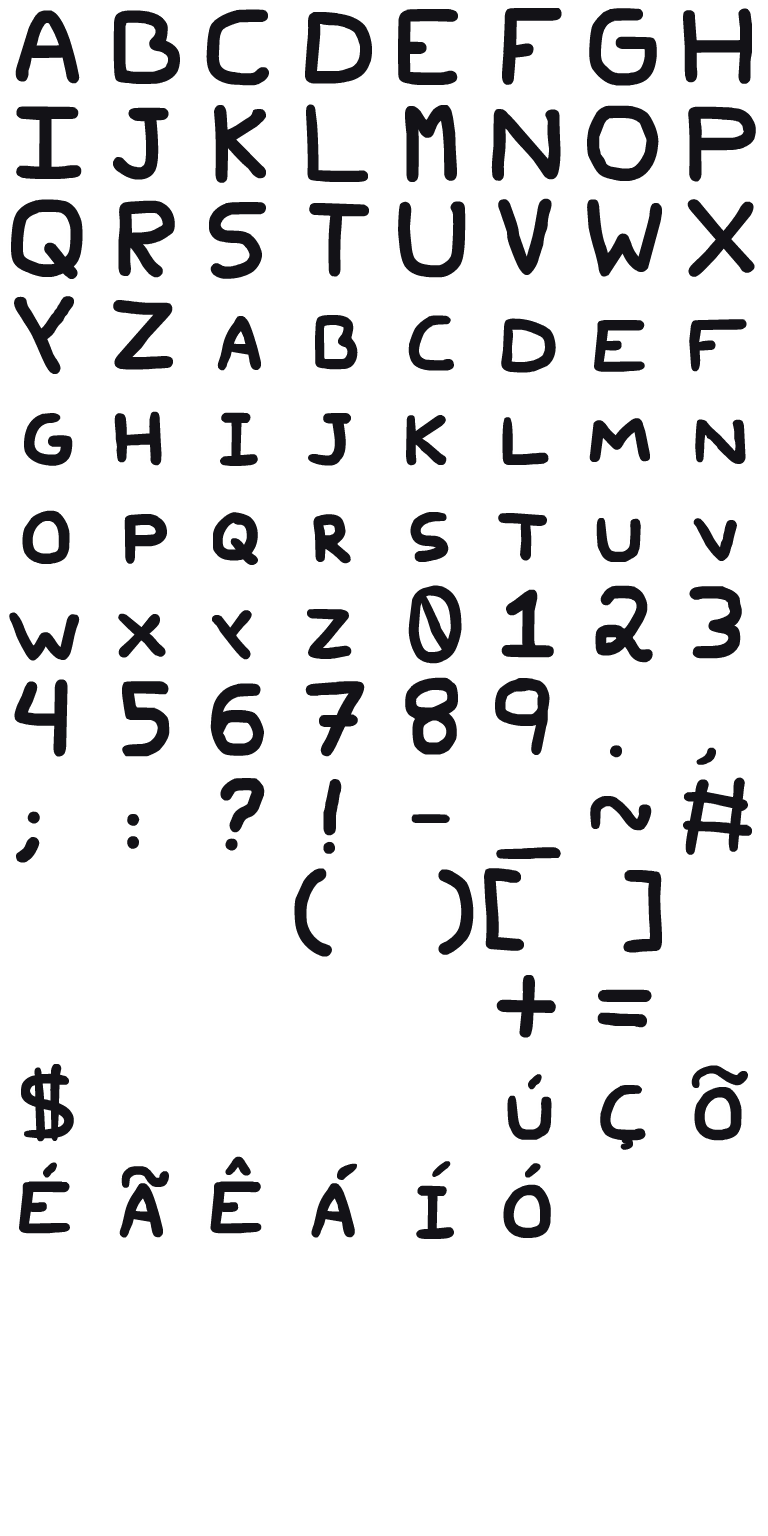 A B C D E F G H
I J K L M N O P
Q R S T U V W X
Y Z A B C D E F
G H I J K L M N
O P Q R S T U V
W X Y Z 0 1 2 3
4 5 6 7 8 9 . ,
; : ? ! - _ ~ #
( ) [ ]
+ =
$ Ú Ç Õ
É Ã Ê Á Í Ó